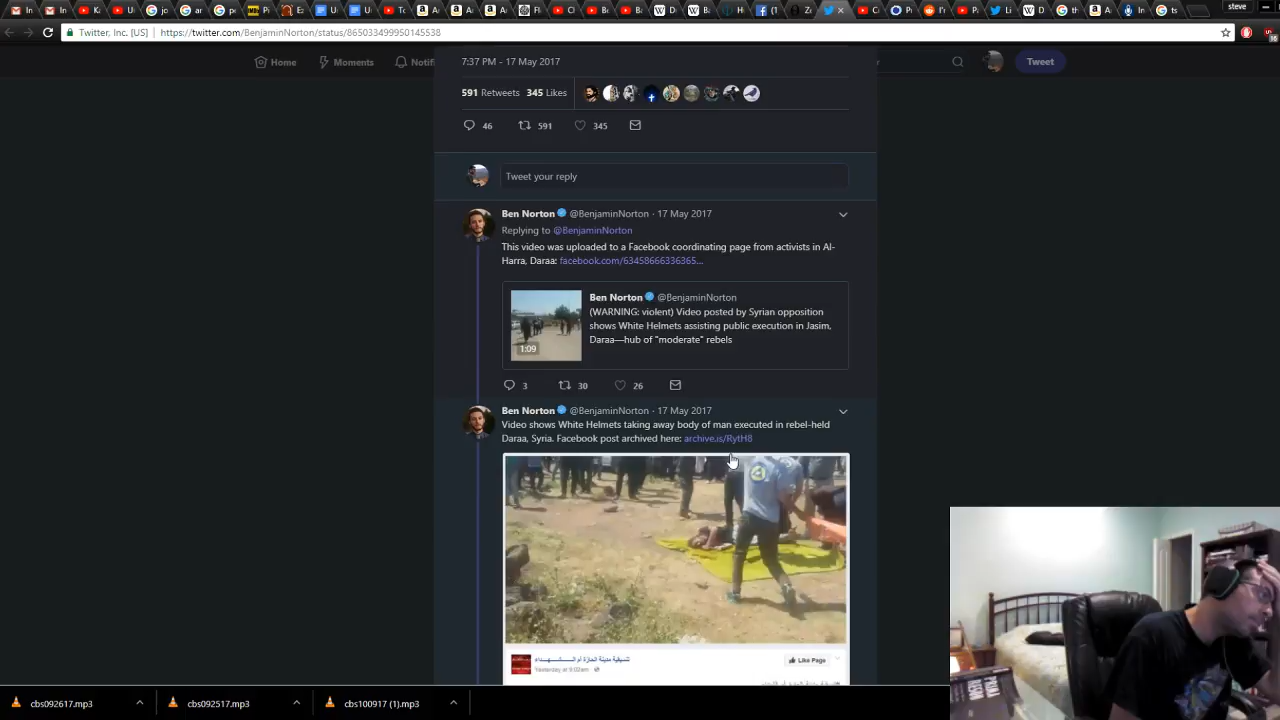 steve
Twitter, Inc. [US]
https://twitter.com/BenjaminNorton/status/865033499950145538
Home
Moments
Notifi
Tweet
7:37 PM - 17 May 2017
591 Retweets 345 Likes
46 591 345
Tweet your reply
Ben Norton @BenjaminNorton · 17 May 2017
Replying to @BenjaminNorton
This video was uploaded to a Facebook coordinating page from activists in Al-
Harra, Daraa: facebook.com/63458666336365...
Ben Norton @BenjaminNorton
(WARNING: violent) Video posted by Syrian opposition
shows White Helmets assisting public execution in Jasim,
Daraa—hub of "moderate" rebels
1:09
3 30 26
Ben Norton @BenjaminNorton · 17 May 2017
Video shows White Helmets taking away body of man executed in rebel-held
Daraa, Syria. Facebook post archived here: archive.is/RytH8
Like Page
Yesterday at 9:02am
cbs092617.mp3
cbs092517.mp3
cbs100917 (1).mp3